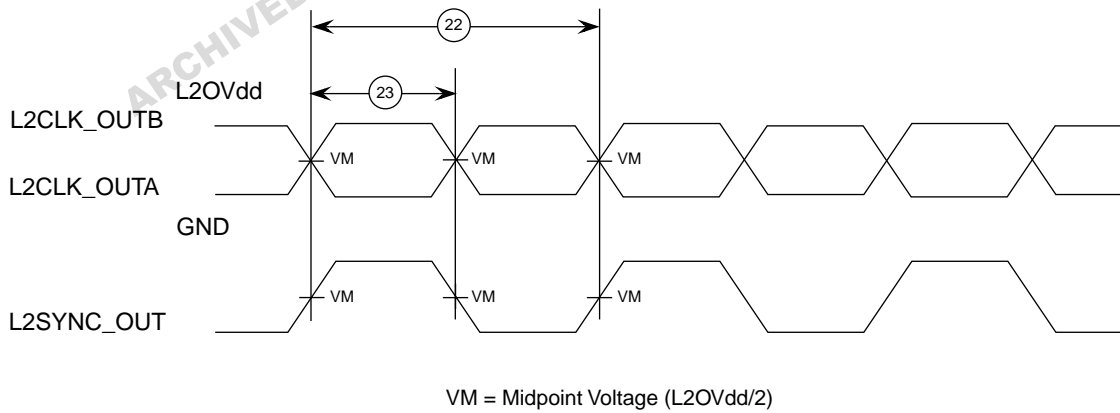 ARCHIVED
22
L2OVdd
23
L2CLK_OUTB
VM VM VM
L2CLK_OUTA
GND
VM VM VM
L2SYNC_OUT
VM = Midpoint Voltage (L2OVdd/2)